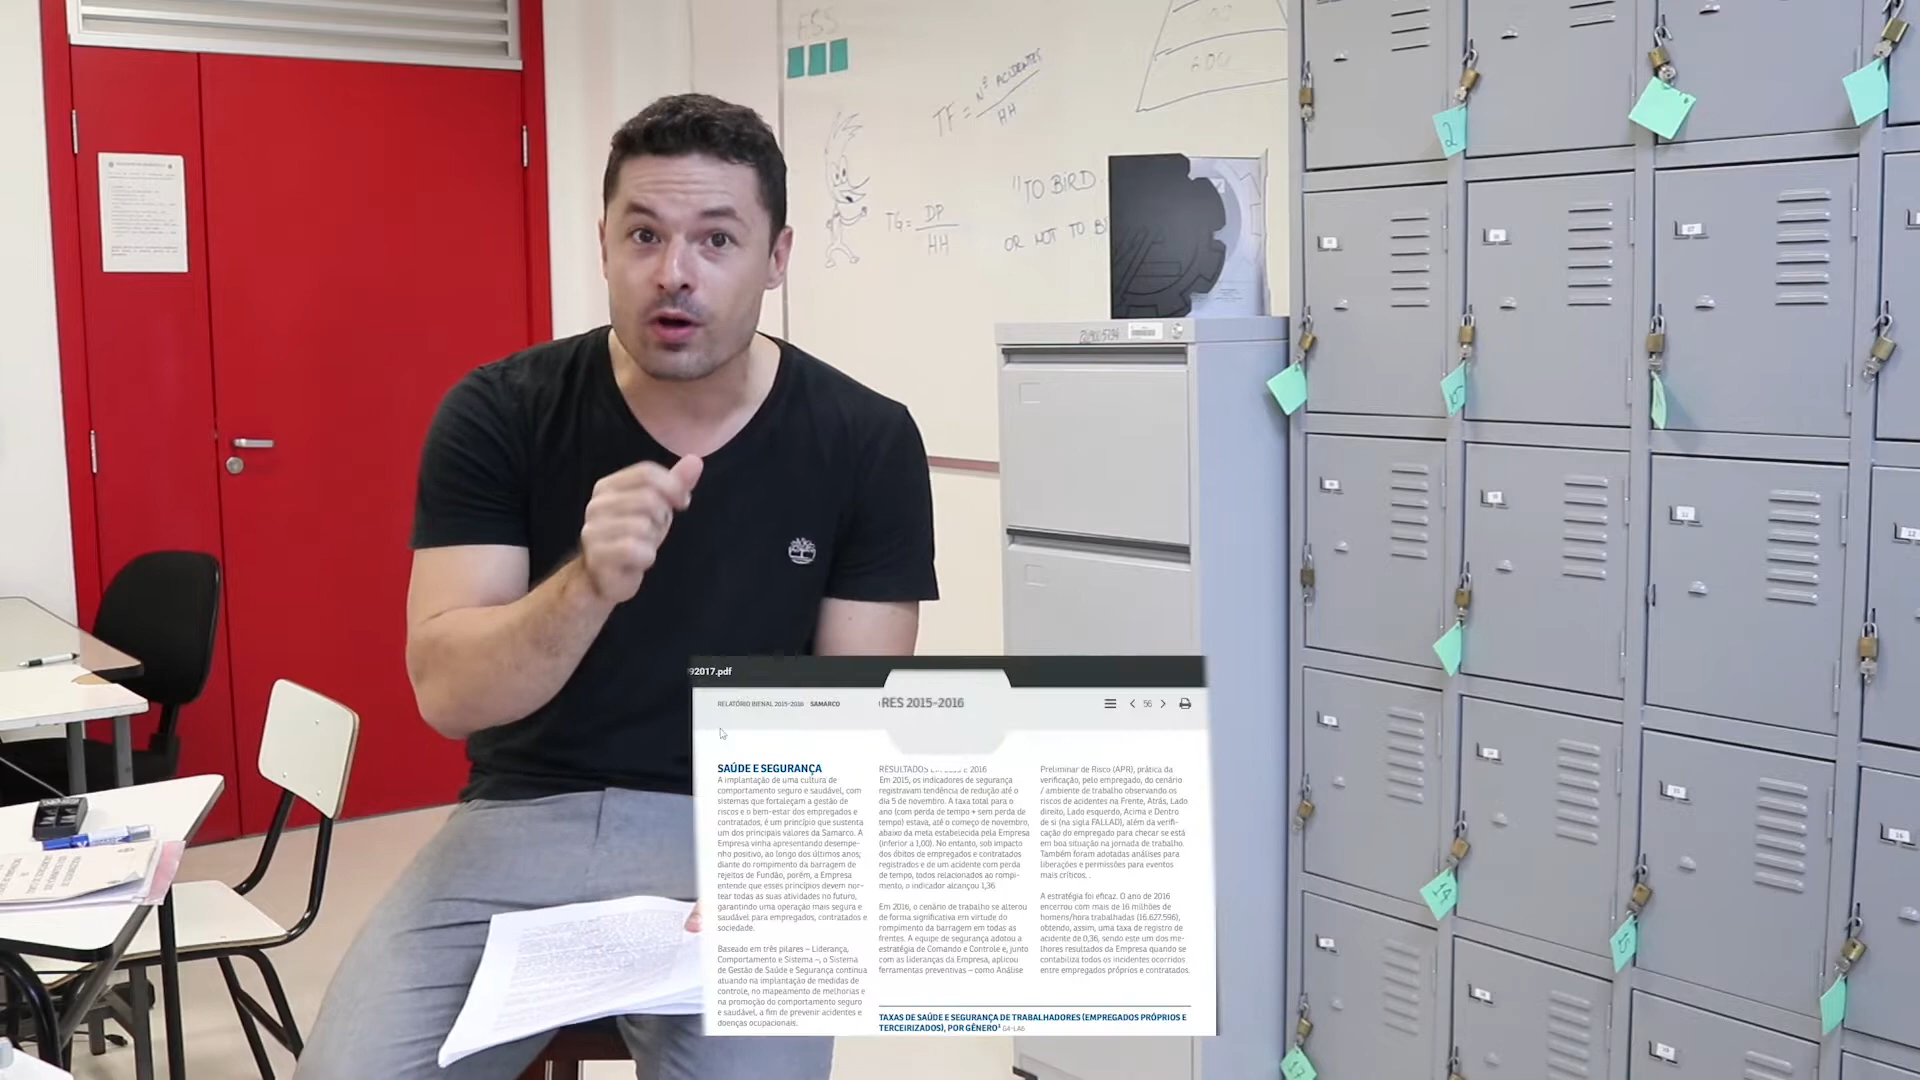 FSS
TF = Nº ACIDENTES
HH
TG = DP
HH
"TO BIRD
OR NOT TO BI
ADO
2
92017.pdf
RELATÓRIO BIENAL 2015-2016 SAMARCO
RES 2015-2016
56
SAÚDE E SEGURANÇA
A implantação de uma cultura de
comportamento seguro e saudável, com
sistemas que fortaleçam a gestão de
riscos e o bem-estar dos empregados e
contratados, é um princípio que sustenta
um dos principais valores da Samarco. A
Empresa vinha apresentando desempe-
nho positivo, ao longo dos últimos anos;
diante do rompimento da barragem de
rejeitos de Fundão, porém, a Empresa
entende que esses princípios devem nor-
tear todas as suas atividades no futuro,
garantindo uma operação mais segura e
saudável para empregados, contratados e
sociedade.
Baseado em três pilares – Liderança,
Comportamento e Sistema –, o Sistema
de Gestão de Saúde e Segurança continua
atuando na implantação de medidas de
controle, no mapeamento de melhorias e
na promoção do comportamento seguro
e saudável, a fim de prevenir acidentes e
doenças ocupacionais.
RESULTADOS 2016
Em 2015, os indicadores de segurança
registravam tendência de redução até o
dia 5 de novembro. A taxa total para o
ano (com perda de tempo + sem perda de
tempo) estava, até o começo de novembro,
abaixo da meta estabelecida pela Empresa
(inferior a 1,00). No entanto, sob impacto
dos óbitos de empregados e contratados
registrados e de um acidente com perda
de tempo, todos relacionados ao rompi-
mento, o indicador alcançou 1,36
Em 2016, o cenário de trabalho se alterou
de forma significativa em virtude do
rompimento da barragem em todas as
frentes. A equipe de segurança adotou a
estratégia de Comando e Controle e, junto
com as lideranças da Empresa, aplicou
ferramentas preventivas – como Análise
Preliminar de Risco (APR), prática da
verificação, pelo empregado, do cenário
/ ambiente de trabalho observando os
riscos de acidentes na Frente, Atrás, Lado
direito, Lado esquerdo, Acima e Dentro
de si (na sigla FALLAD), além da verifi-
cação do empregado para checar se está
em boa situação na jornada de trabalho.
Também foram adotadas análises para
liberações e permissões para eventos
mais críticos. .
A estratégia foi eficaz. O ano de 2016
encerrou com mais de 16 milhões de
homens/hora trabalhadas (16.627.596),
obtendo, assim, uma taxa de registro de
acidente de 0,36, sendo este um dos me-
lhores resultados da Empresa quando se
contabiliza todos os incidentes ocorridos
entre empregados próprios e contratados.
TAXAS DE SAÚDE E SEGURANÇA DE TRABALHADORES (EMPREGADOS PRÓPRIOS E
TERCEIRIZADOS), POR GÊNERO¹ G4-LA6